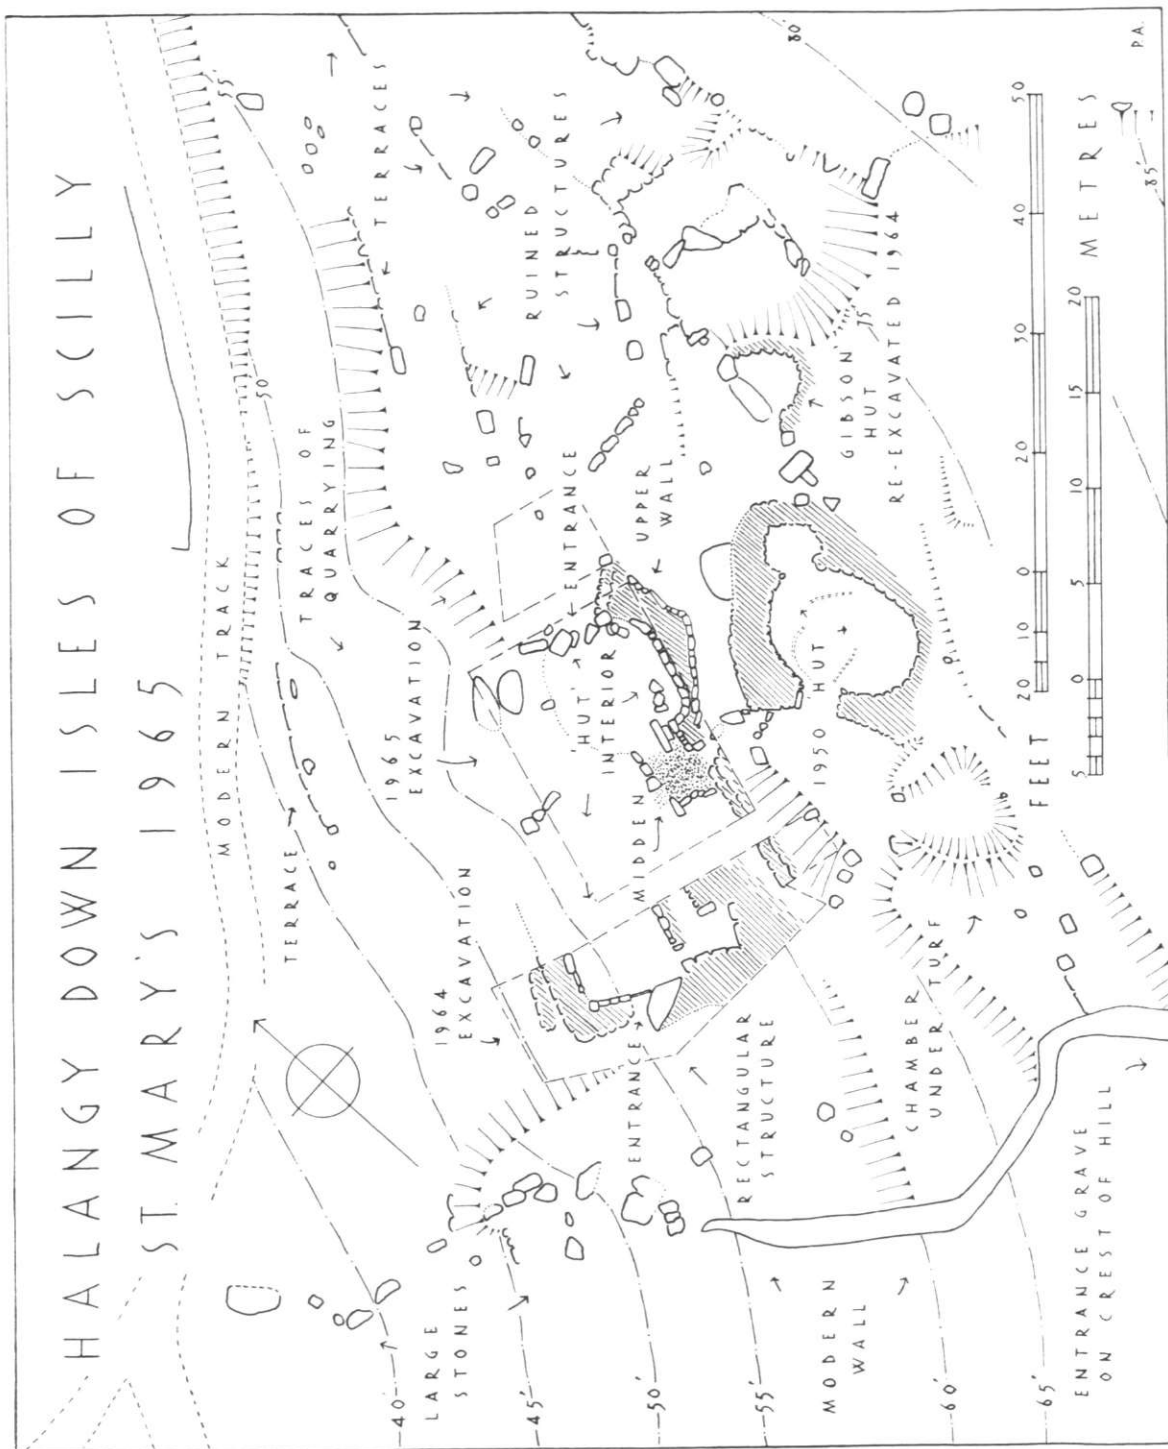 HALANGY DOWN ISLES OF SCILLY
ST. MARY'S 1965
MODERN TRACK
55'
50
TERRACE
TRACES OF
QUARRYING
TERRACES
1964
EXCAVATION
1965
EXCAVATION
RUINED
STRUCTURES
ENTRANCE
'HUT'
INTERIOR
UPPER
WALL
MIDDEN
ENTRANCE
RECTANGULAR
STRUCTURE
1950 HUT
GIBSON
HUT
RE-EXCAVATED 1964
75'
80'
85'
CHAMBER
UNDER TURF
LARGE
STONES
MODERN
WALL
ENTRANCE GRAVE
ON CREST OF HILL
40'
45'
50'
55'
60'
65'
FEET
20 10 0 20 30 40 50
METRES
5 0 5 10 15 20
P.A.